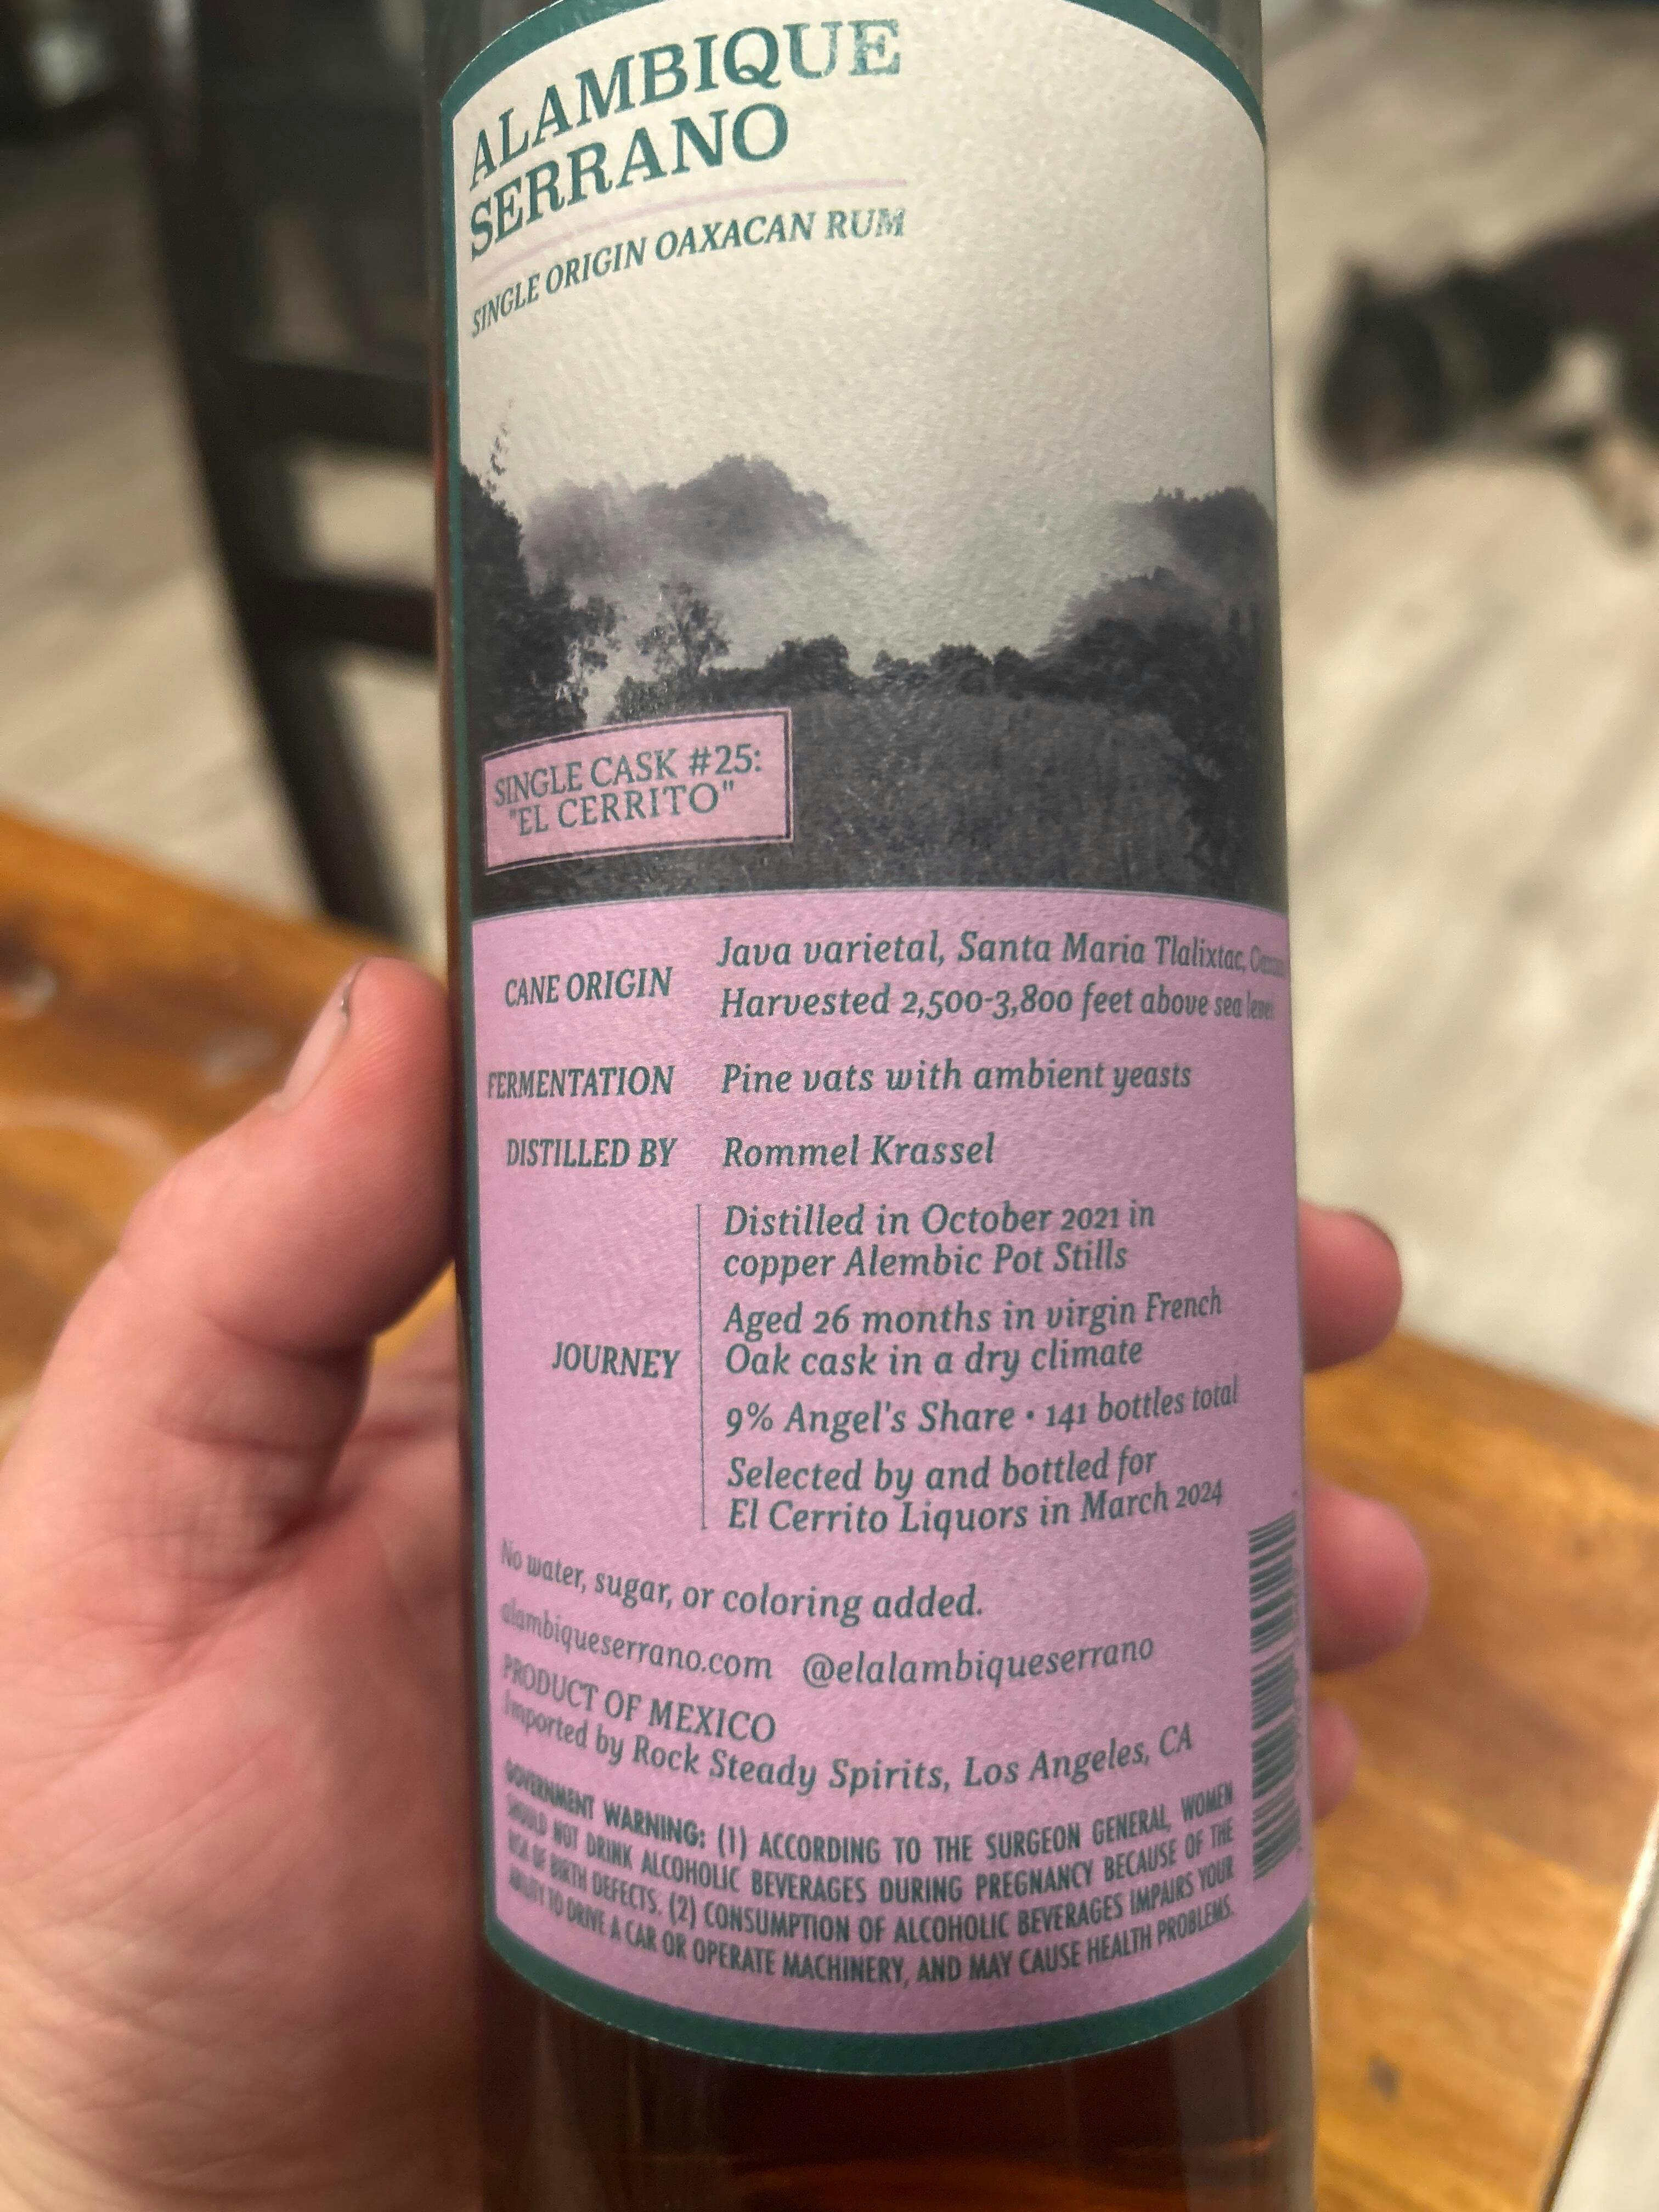 ALAMBIQUE
SERRANO
SINGLE ORIGIN OAXACAN RUM
SINGLE CASK #25:
"EL CERRITO"
CANE ORIGIN
Java varietal, Santa Maria Tlalixtac,
Harvested 2,500-3,800 feet above sea level
FERMENTATION
Pine vats with ambient yeasts
DISTILLED BY
Rommel Krassel
JOURNEY
Distilled in October 2021 in
copper Alembic Pot Stills
Aged 26 months in virgin French
Oak cask in a dry climate
9% Angel's Share • 141 bottles total
Selected by and bottled for
El Cerrito Liquors in March 2024
No water, sugar, or coloring added.
alambiqueserrano.com @elalambiqueserrano
PRODUCT OF MEXICO
Imported by Rock Steady Spirits, Los Angeles, CA
GOVERNMENT WARNING: (1) ACCORDING TO THE SURGEON GENERAL, WOMEN
SHOULD NOT DRINK ALCOHOLIC BEVERAGES DURING PREGNANCY BECAUSE OF THE
RISK OF BIRTH DEFECTS. (2) CONSUMPTION OF ALCOHOLIC BEVERAGES IMPAIRS YOUR
ABILITY TO DRIVE A CAR OR OPERATE MACHINERY, AND MAY CAUSE HEALTH PROBLEMS.